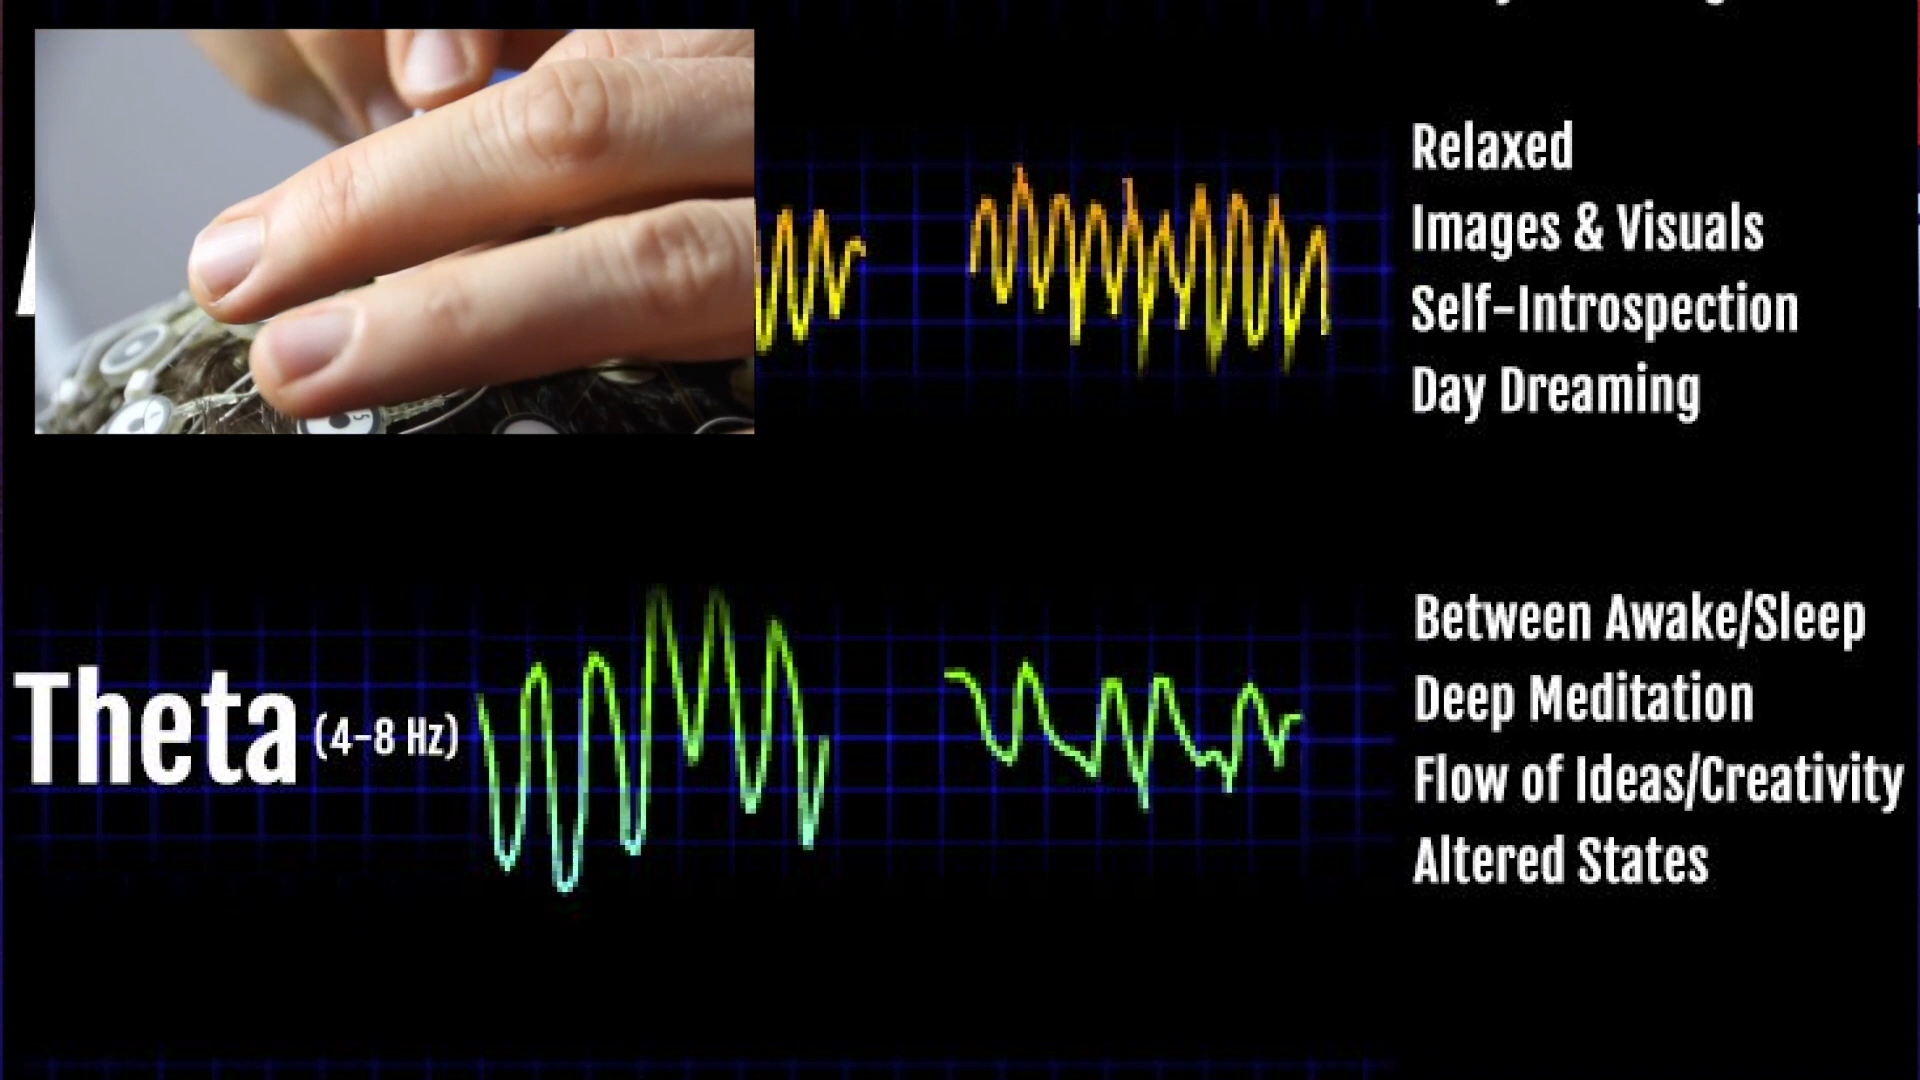 Relaxed
Images & Visuals
Self-Introspection
Day Dreaming
Theta (4-8 Hz)
Between Awake/Sleep
Deep Meditation
Flow of Ideas/Creativity
Altered States